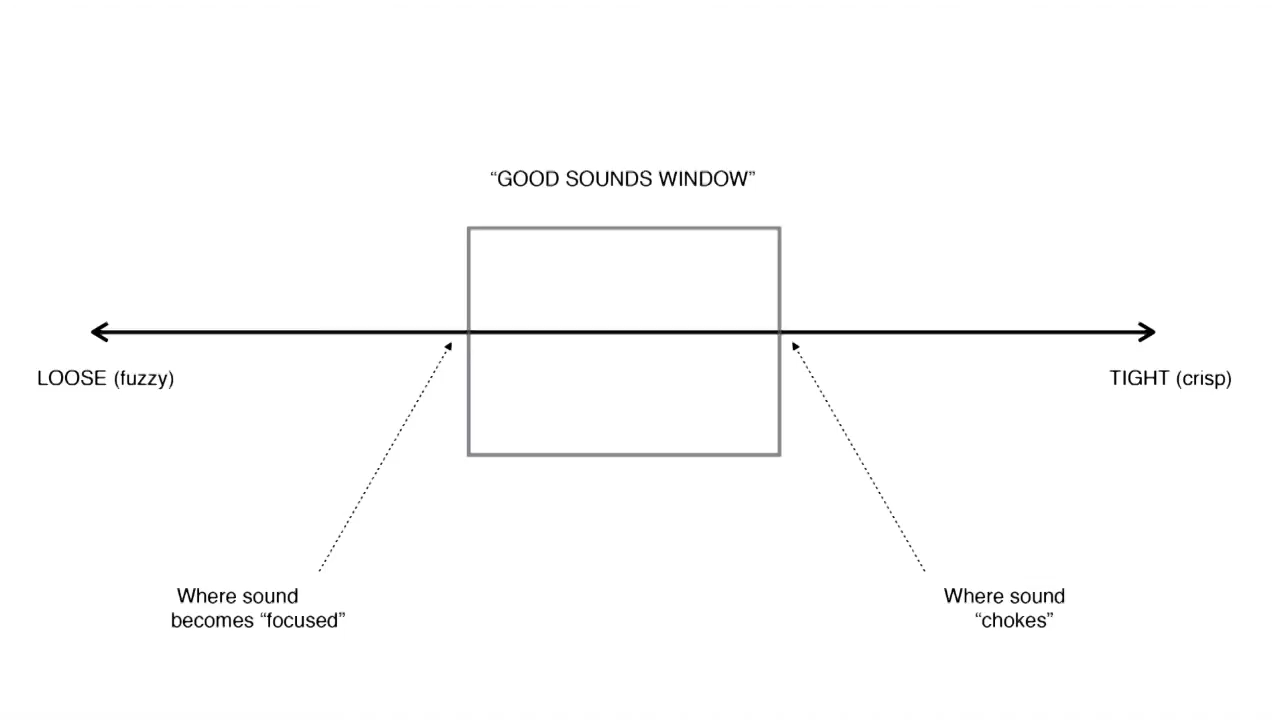 “GOOD SOUNDS WINDOW”
LOOSE (fuzzy)
TIGHT (crisp)
Where sound
becomes “focused”
Where sound
“chokes”